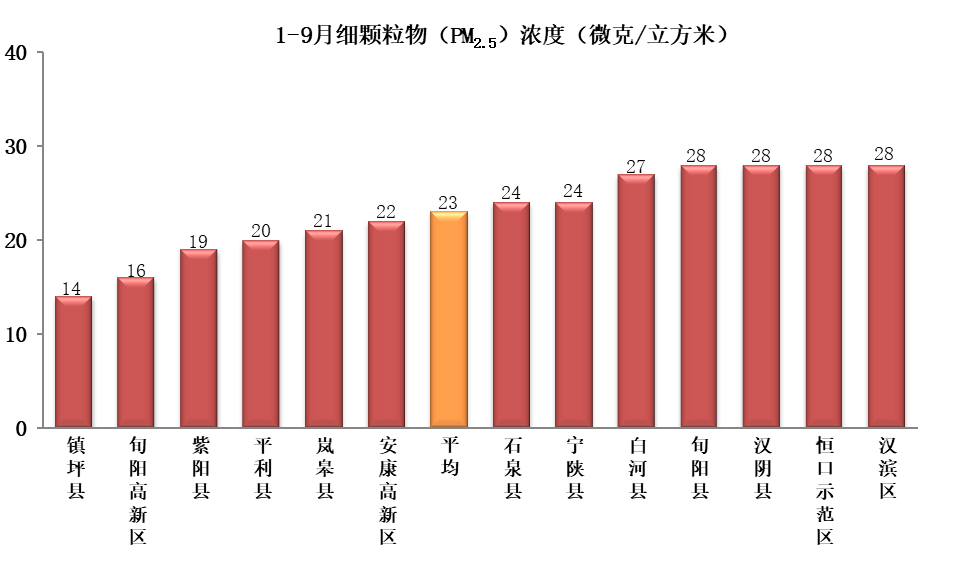 1-9月细颗粒物（PM2.5）浓度（微克/立方米）
40
30
20
10
0
14
16
19
20
21
22
23
24
24
27
28
28
28
28
镇坪县
旬阳高新区
紫阳县
平利县
岚皋县
安康高新区
平均
石泉县
宁陕县
白河县
旬阳县
汉阴县
恒口示范区
汉滨区